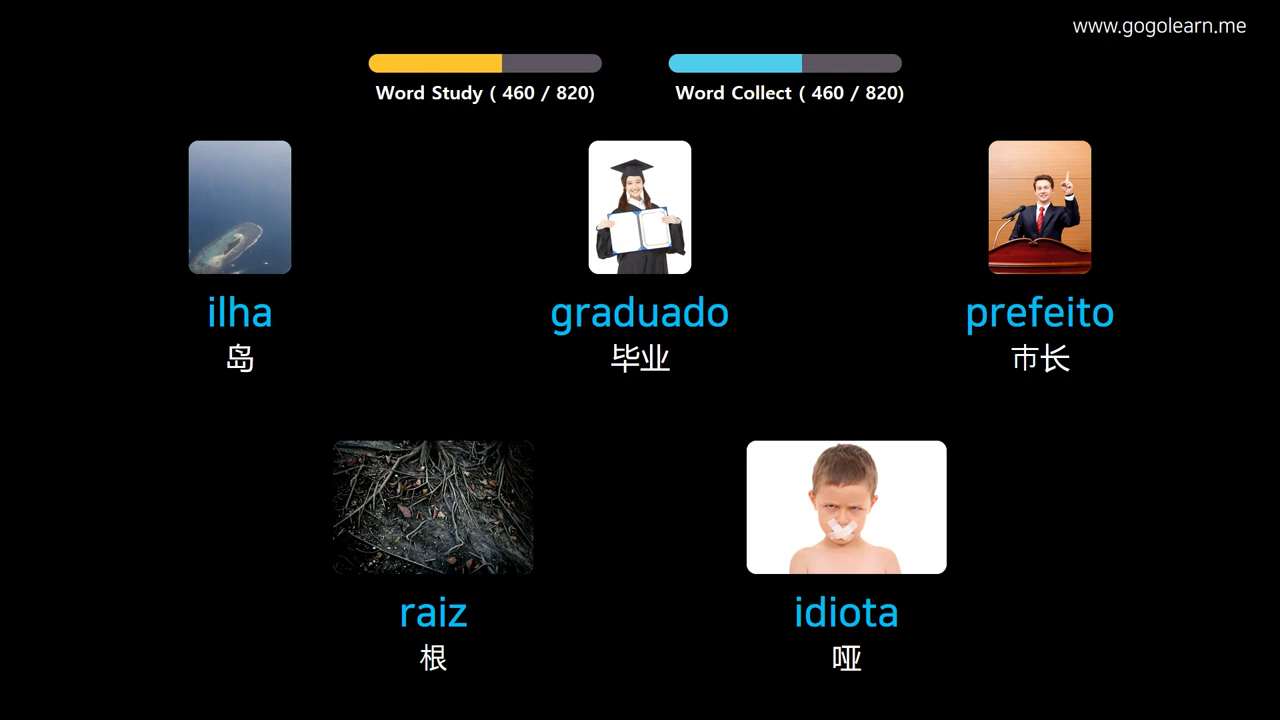 www.gogolearn.me
Word Study ( 460 / 820)
Word Collect ( 460 / 820)
ilha
岛
graduado
毕业
prefeito
市长
raiz
根
idiota
哑